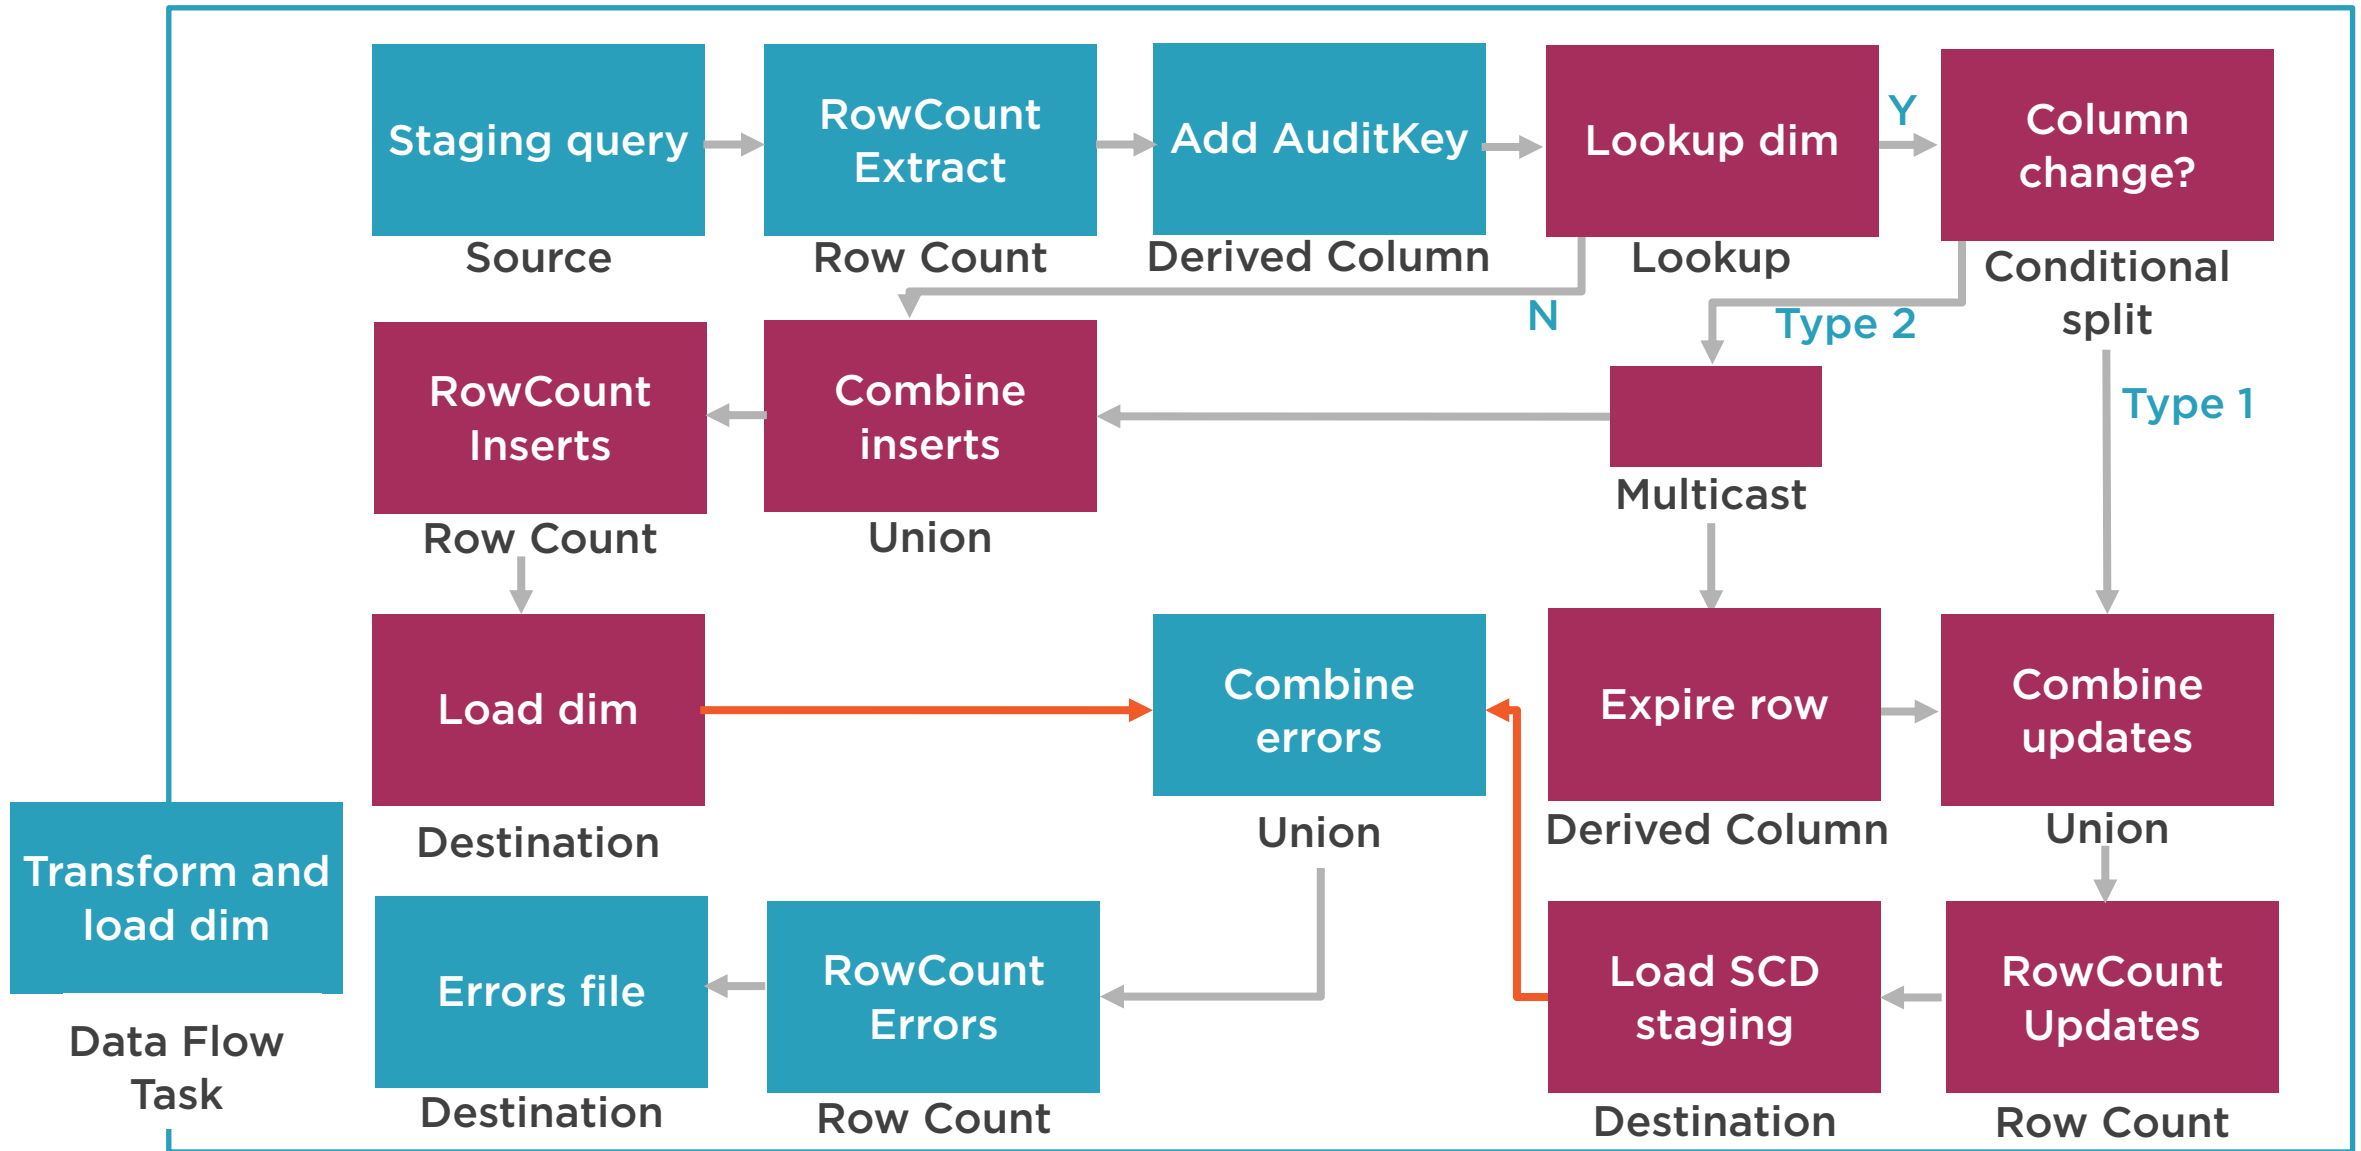 Staging query
Source
RowCount
Extract
Row Count
Add AuditKey
Derived Column
Lookup dim
Lookup
Y
N
Column
change?
Conditional
split
Type 2
Type 1
RowCount
Inserts
Row Count
Combine
inserts
Union
Multicast
Load dim
Destination
Combine
errors
Union
Expire row
Derived Column
Combine
updates
Union
Transform and
load dim
Data Flow
Task
Errors file
Destination
RowCount
Errors
Row Count
Load SCD
staging
Destination
RowCount
Updates
Row Count